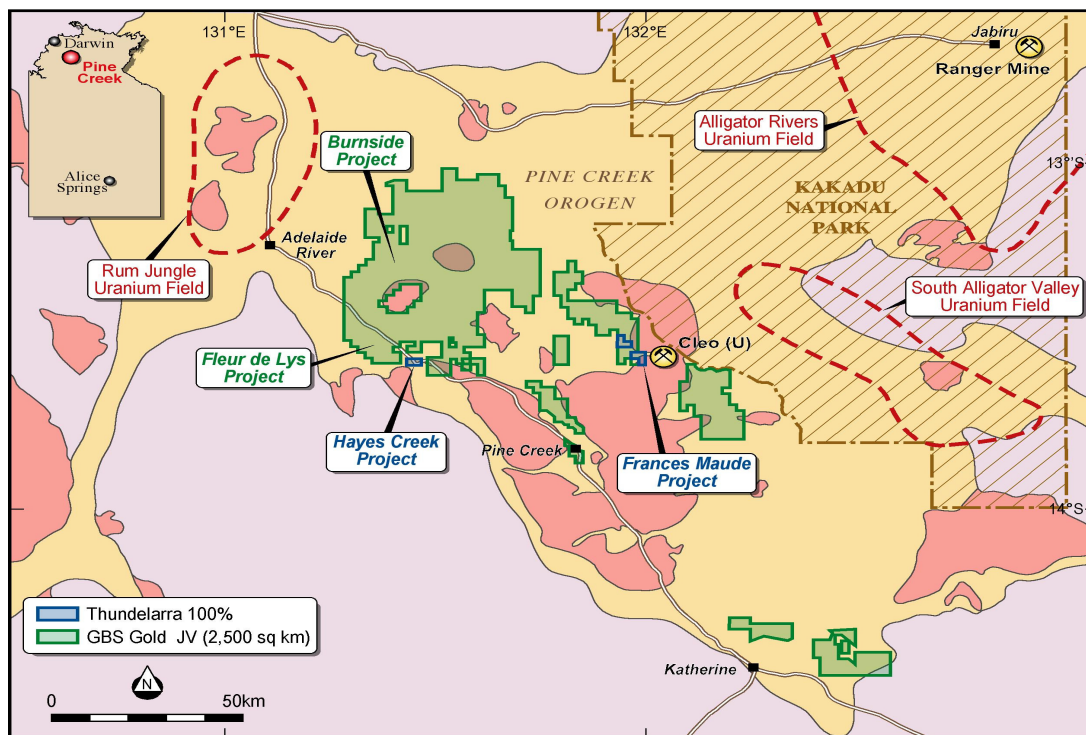 131°E
132°E
Darwin
Pine
Creek
Alice
Springs
Jabiru
Ranger Mine
Alligator Rivers
Uranium Field
13°S
Burnside
Project
PINE CREEK
OROGEN
KAKADU
NATIONAL
PARK
Adelaide
River
Rum Jungle
Uranium Field
South Alligator Valley
Uranium Field
Cleo (U)
Fleur de Lys
Project
Hayes Creek
Project
Pine Creek
Frances Maude
Project
14°S
Thundelarra 100%
GBS Gold JV (2,500 sq km)
Katherine
N
0
50km